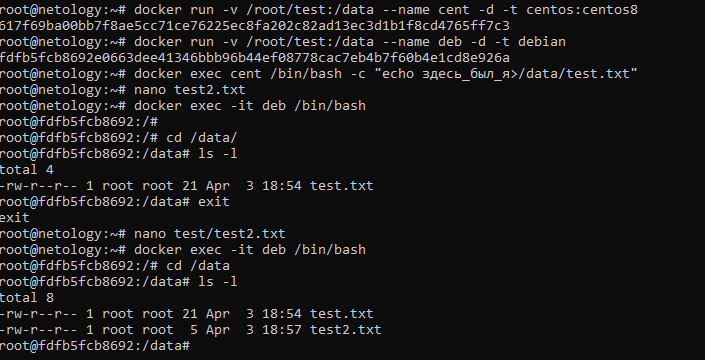 root@netology:~# docker run -v /root/test:/data --name cent -d -t centos:centos8
617f69ba00bb7f8ae5cc71ce76225ec8fa202c82ad13ec3d1b1f8cd4765ff7c3
root@netology:~# docker run -v /root/test:/data --name deb -d -t debian
fdfb5fcb8692e0663dee41346bbb96b44ef08778cac7eb4b7f60b4e1cd8e926a
root@netology:~# docker exec cent /bin/bash -c "echo здесь_был_я>/data/test.txt"
root@netology:~# nano test2.txt
root@netology:~# docker exec -it deb /bin/bash
root@fdfb5fcb8692:/#
root@fdfb5fcb8692:/# cd /data/
root@fdfb5fcb8692:/data# ls -l
total 4
-rw-r--r-- 1 root root 21 Apr  3 18:54 test.txt
root@fdfb5fcb8692:/data# exit
exit
root@netology:~# nano test/test2.txt
root@netology:~# docker exec -it deb /bin/bash
root@fdfb5fcb8692:/# cd /data
root@fdfb5fcb8692:/data# ls -l
total 8
-rw-r--r-- 1 root root 21 Apr  3 18:54 test.txt
-rw-r--r-- 1 root root  5 Apr  3 18:57 test2.txt
root@fdfb5fcb8692:/data#